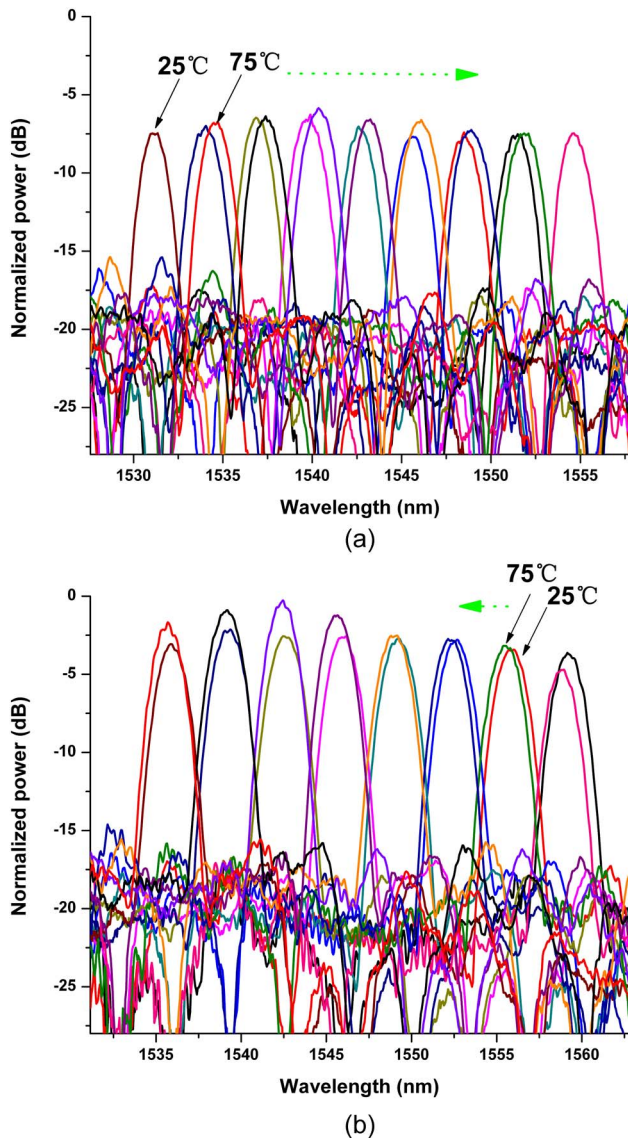 0
-5
-10
-15
-20
-25
Normalized power (dB)
25℃ 75℃
1530 1535 1540 1545 1550 1555
Wavelength (nm)
(a)
0
-5
-10
-15
-20
-25
Normalized power (dB)
75℃
25℃
1535 1540 1545 1550 1555 1560
Wavelength (nm)
(b)